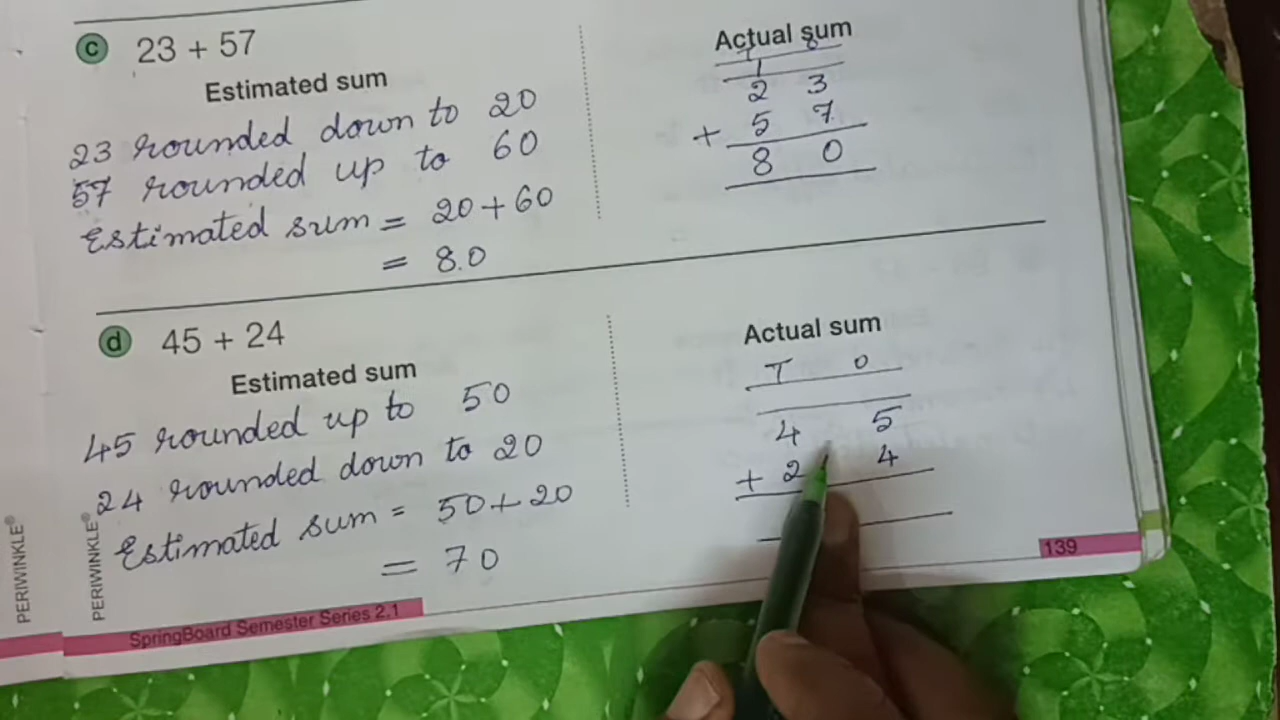 c 23 + 57
Estimated sum
23 rounded down to 20
57 rounded up to 60
Estimated sum = 20+60
= 80
Actual sum
T O
1
2 3
+ 5 7
8 0
d 45 + 24
Estimated sum
45 rounded up to 50
24 rounded down to 20
Estimated sum = 50+20
= 70
Actual sum
T O
4 5
+ 2 4
139
SpringBoard Semester Series 2.1
PERIWINKLE®
PERIWINKLE®